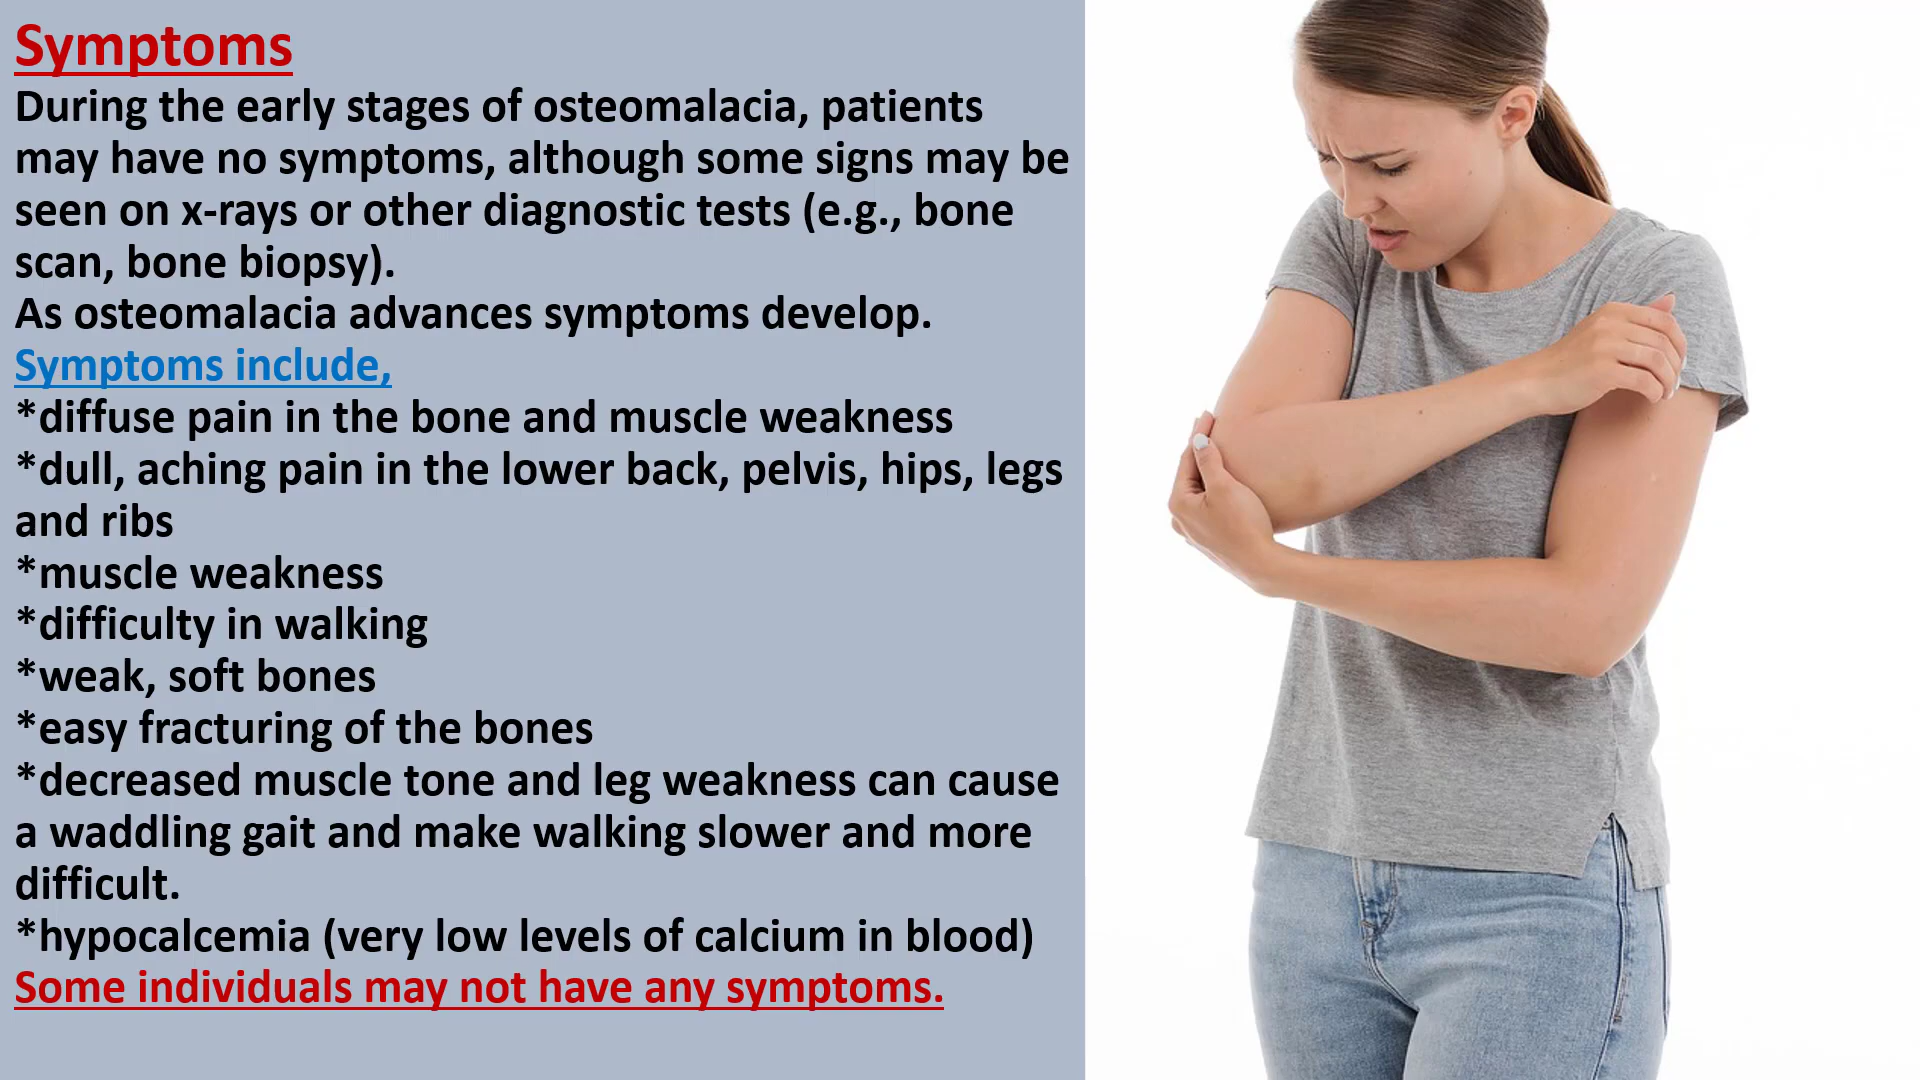 Symptoms
During the early stages of osteomalacia, patients
may have no symptoms, although some signs may be
seen on x-rays or other diagnostic tests (e.g., bone
scan, bone biopsy).
As osteomalacia advances symptoms develop.
Symptoms include,
*diffuse pain in the bone and muscle weakness
*dull, aching pain in the lower back, pelvis, hips, legs
and ribs
*muscle weakness
*difficulty in walking
*weak, soft bones
*easy fracturing of the bones
*decreased muscle tone and leg weakness can cause
a waddling gait and make walking slower and more
difficult.
*hypocalcemia (very low levels of calcium in blood)
Some individuals may not have any symptoms.